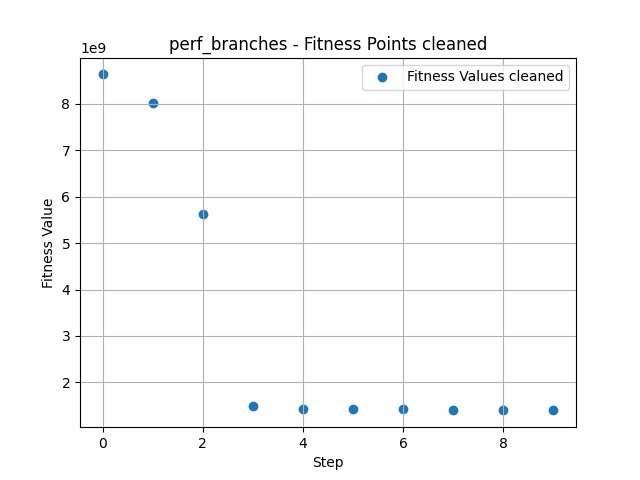 perf_branches - Fitness Points cleaned
1e9
Fitness Values cleaned
8
7
6
5
4
3
2
Fitness Value
0
2
4
6
8
Step